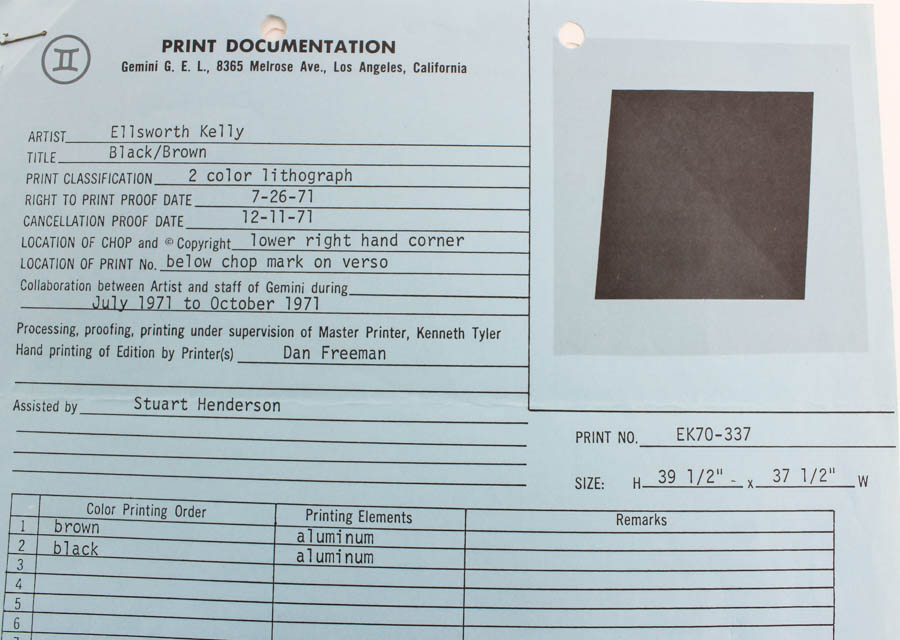 PRINT DOCUMENTATION
Gemini G. E. L., 8365 Melrose Ave., Los Angeles, California
ARTIST Ellsworth Kelly
TITLE Black/Brown
PRINT CLASSIFICATION 2 color lithograph
RIGHT TO PRINT PROOF DATE 7-26-71
CANCELLATION PROOF DATE 12-11-71
LOCATION OF CHOP and © Copyright lower right hand corner
LOCATION OF PRINT No. below chop mark on verso
Collaboration between Artist and staff of Gemini during
July 1971 to October 1971
Processing, proofing, printing under supervision of Master Printer, Kenneth Tyler
Hand printing of Edition by Printer(s) Dan Freeman
Assisted by Stuart Henderson
PRINT NO. EK70-337
SIZE: H 39 1/2" - x 37 1/2" W
Color Printing Order Printing Elements Remarks
1 brown aluminum
2 black aluminum
3
4
5
6